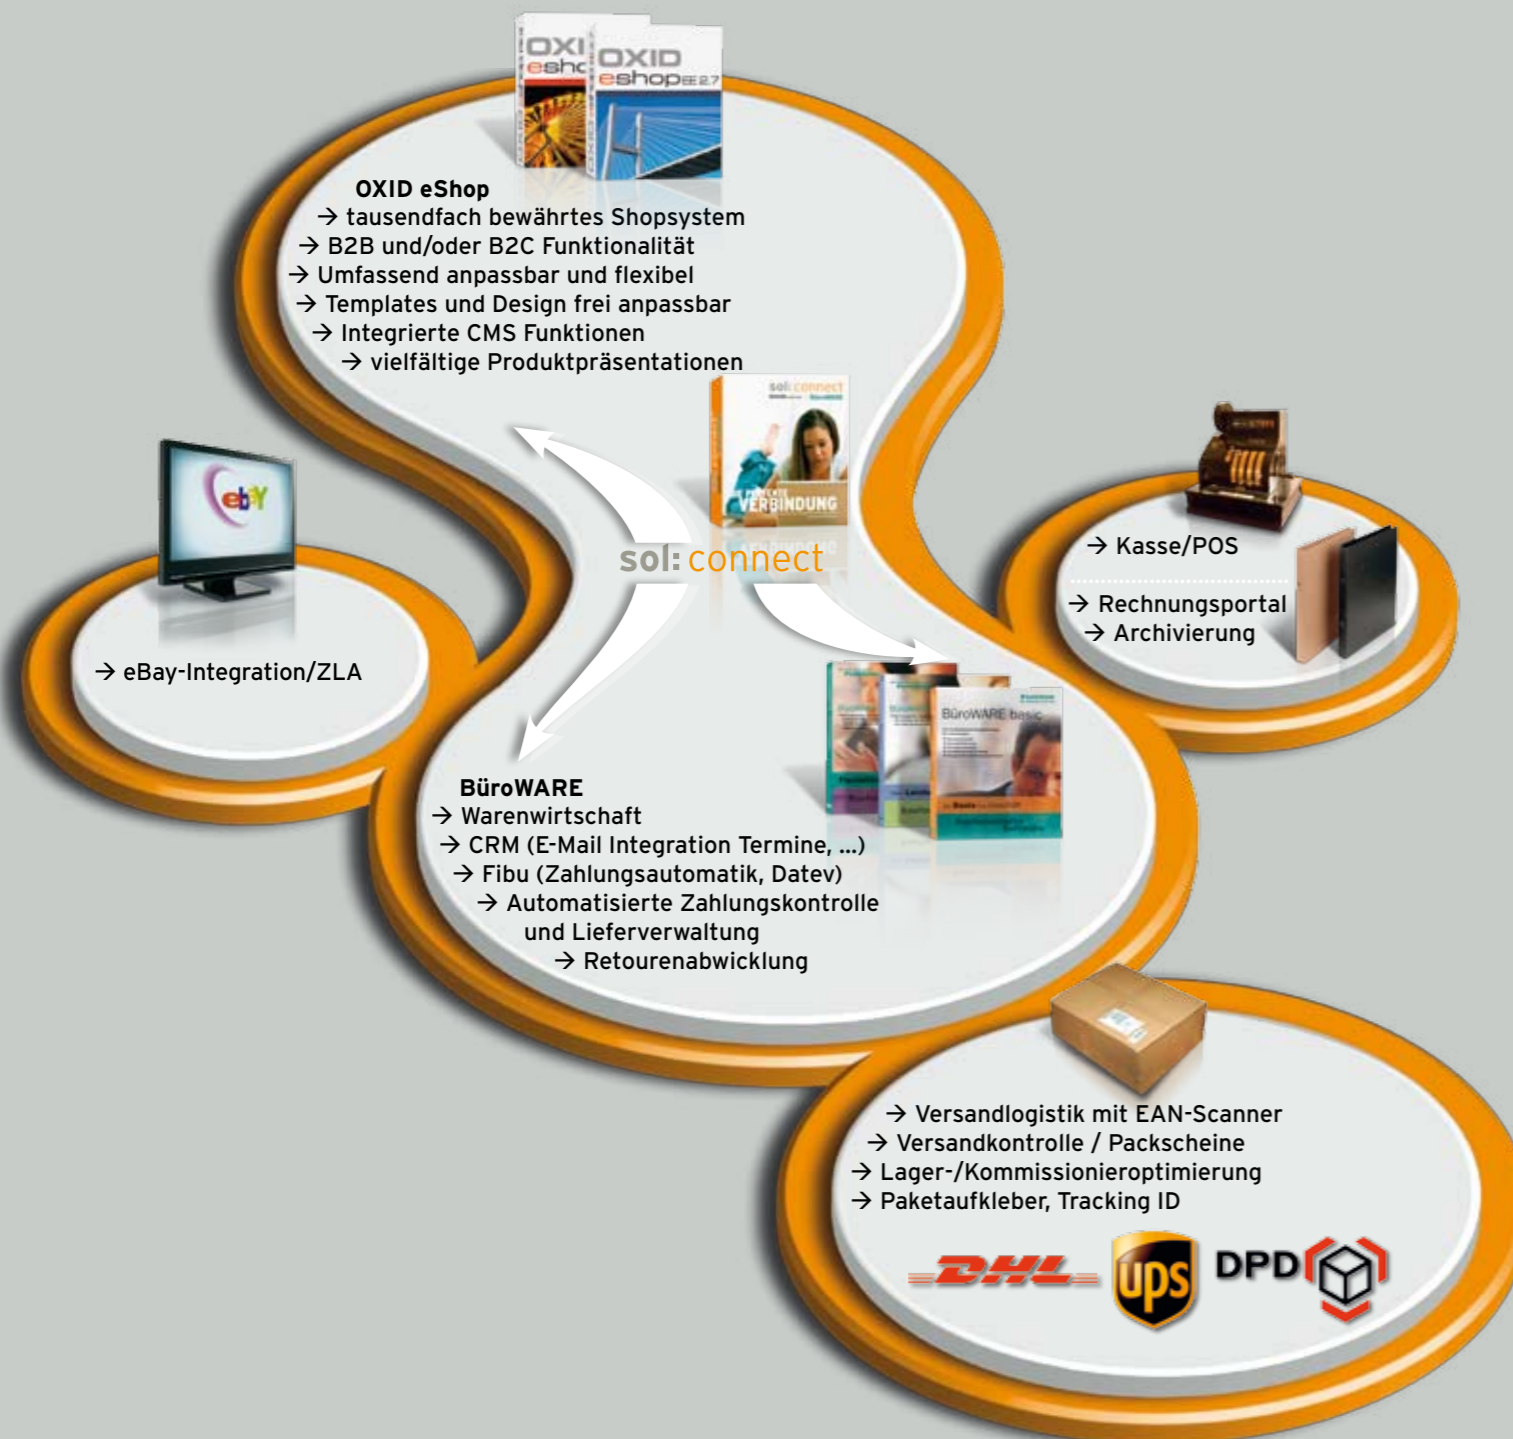 OXI
eshc
OXID
eshop EE 2.7
OXID eShop
→ tausendfach bewährtes Shopsystem
→ B2B und/oder B2C Funktionalität
→ Umfassend anpassbar und flexibel
→ Templates und Design frei anpassbar
→ Integrierte CMS Funktionen
→ vielfältige Produktpräsentationen
sol:connect
VERBINDUNG
ebY
sol:connect
→ Kasse/POS
→ Rechnungsportal
→ Archivierung
→ eBay-Integration/ZLA
BüroWARE basic
BüroWARE
→ Warenwirtschaft
→ CRM (E-Mail Integration Termine, ...)
→ Fibu (Zahlungsautomatik, Datev)
→ Automatisierte Zahlungskontrolle
und Lieferverwaltung
→ Retourenabwicklung
→ Versandlogistik mit EAN-Scanner
→ Versandkontrolle / Packscheine
→ Lager-/Kommissionieroptimierung
→ Paketaufkleber, Tracking ID
DHL
ups
DPD